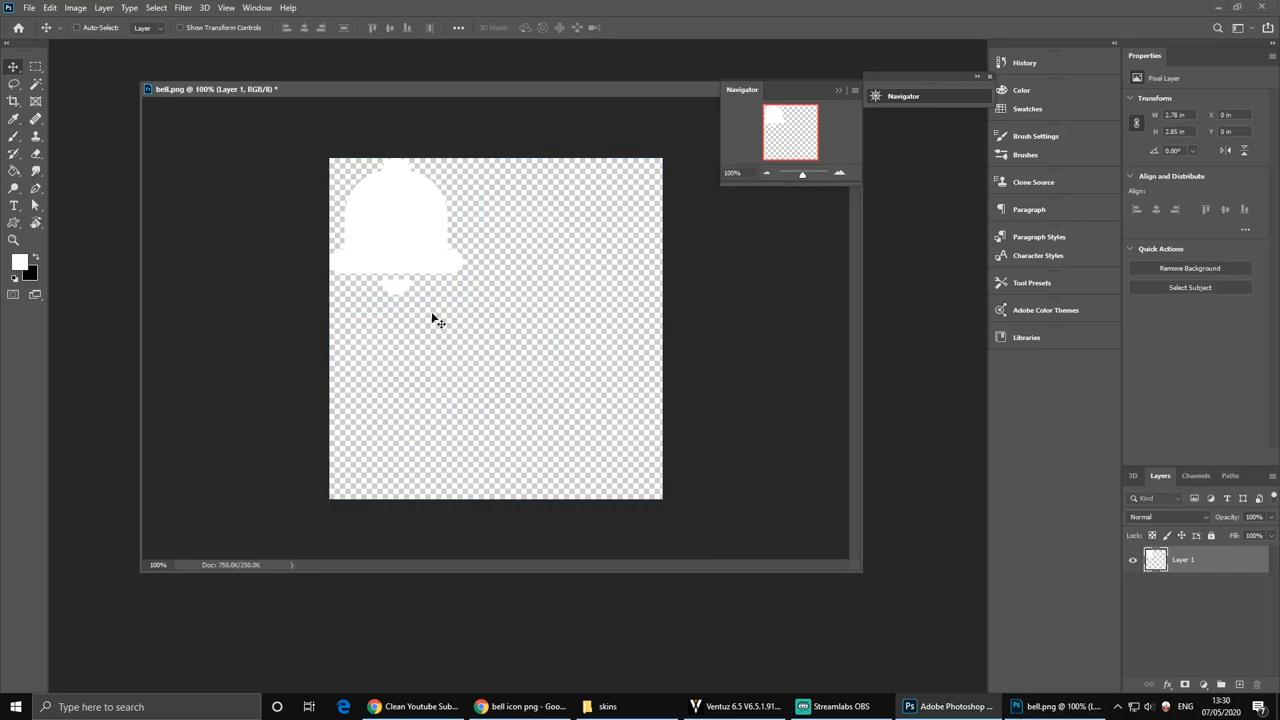 Ps File Edit Image Layer Type Select Filter 3D View Window Help
Auto-Select: Layer Show Transform Controls 3D Mode:
bell.png @ 100% (Layer 1, RGB/8) *
Navigator
100%
Navigator
History
Color
Swatches
Brush Settings
Brushes
Clone Source
Paragraph
Paragraph Styles
Character Styles
Tool Presets
Adobe Color Themes
Libraries
Properties
Pixel Layer
Transform
W 2.78 in X 0 in
H 2.85 in Y 0 in
0.00°
Align and Distribute
Align:
Quick Actions
Remove Background
Select Subject
3D Layers Channels Paths
Kind
Normal Opacity: 100%
Lock: Fill: 100%
Layer 1
100% Doc: 750.0K/250.0K
Type here to search
Clean Youtube Sub...
bell icon png - Goo...
skins
Ventuz 6.5 V6.5.1.91...
Streamlabs OBS
Adobe Photoshop ...
bell.png @ 100% (L...
13:30
07/05/2020